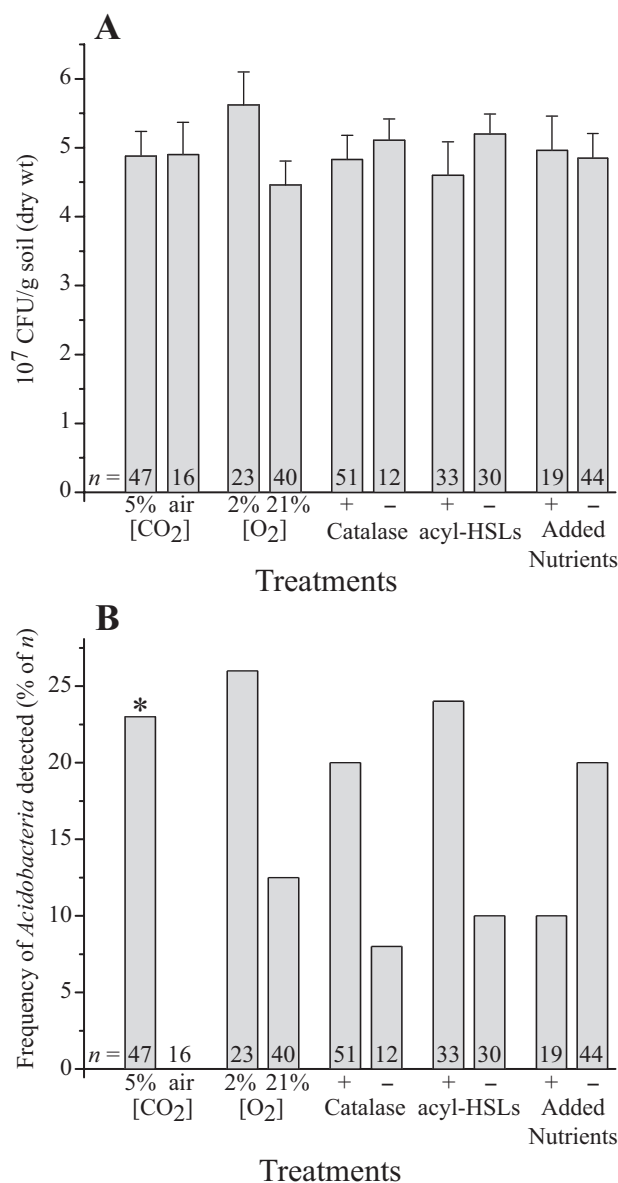 A
10⁷ CFU/g soil (dry wt)
6
5
4
3
2
1
0
n = 47 16 23 40 51 12 33 30 19 44
5% air 2% 21% + – + – + –
[CO₂] [O₂] Catalase acyl-HSLs Added
Nutrients
Treatments
B
Frequency of Acidobacteria detected (% of n)
25
20
15
10
5
0
*
n = 47 16 23 40 51 12 33 30 19 44
5% air 2% 21% + – + – + –
[CO₂] [O₂] Catalase acyl-HSLs Added
Nutrients
Treatments